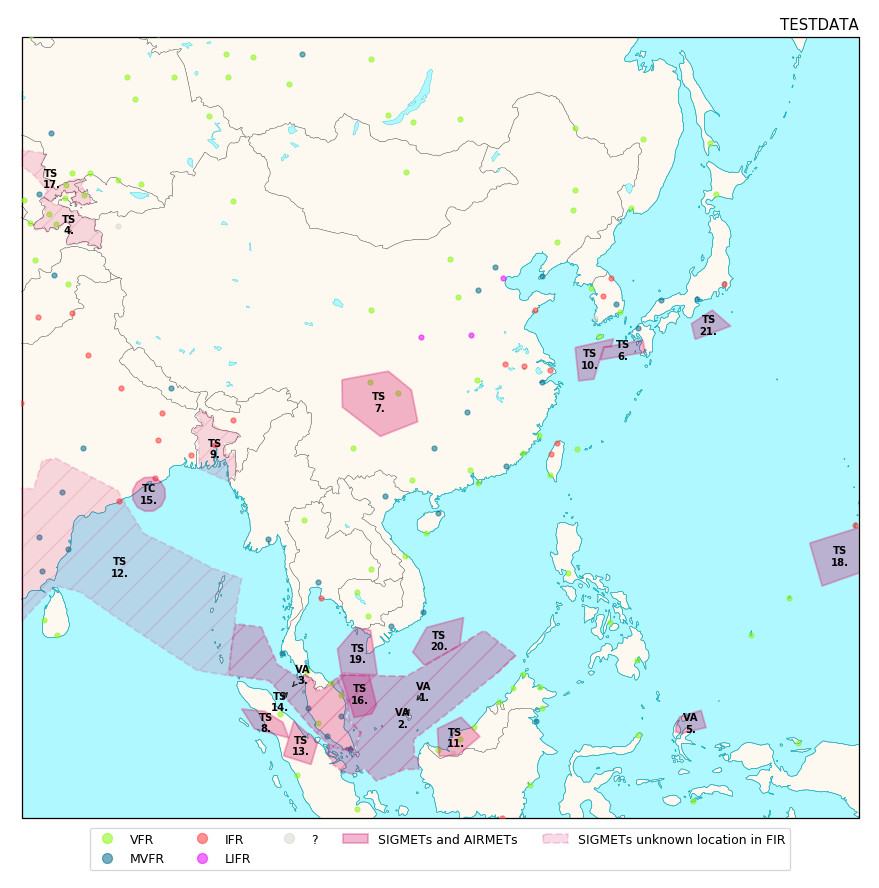 TESTDATA
TS
17.
TS
4.
TS
21.
TS
10.
TS
6.
TS
7.
TS
9.
TC
15.
TS
12.
TS
18.
TS
20.
TS
19.
VA
3.
TS
16.
VA
1.
TS
14.
VA
2.
TS
8.
VA
5.
TS
11.
TS
13.
VFR
MVFR
IFR
LIFR
?
SIGMETs and AIRMETs
SIGMETs unknown location in FIR